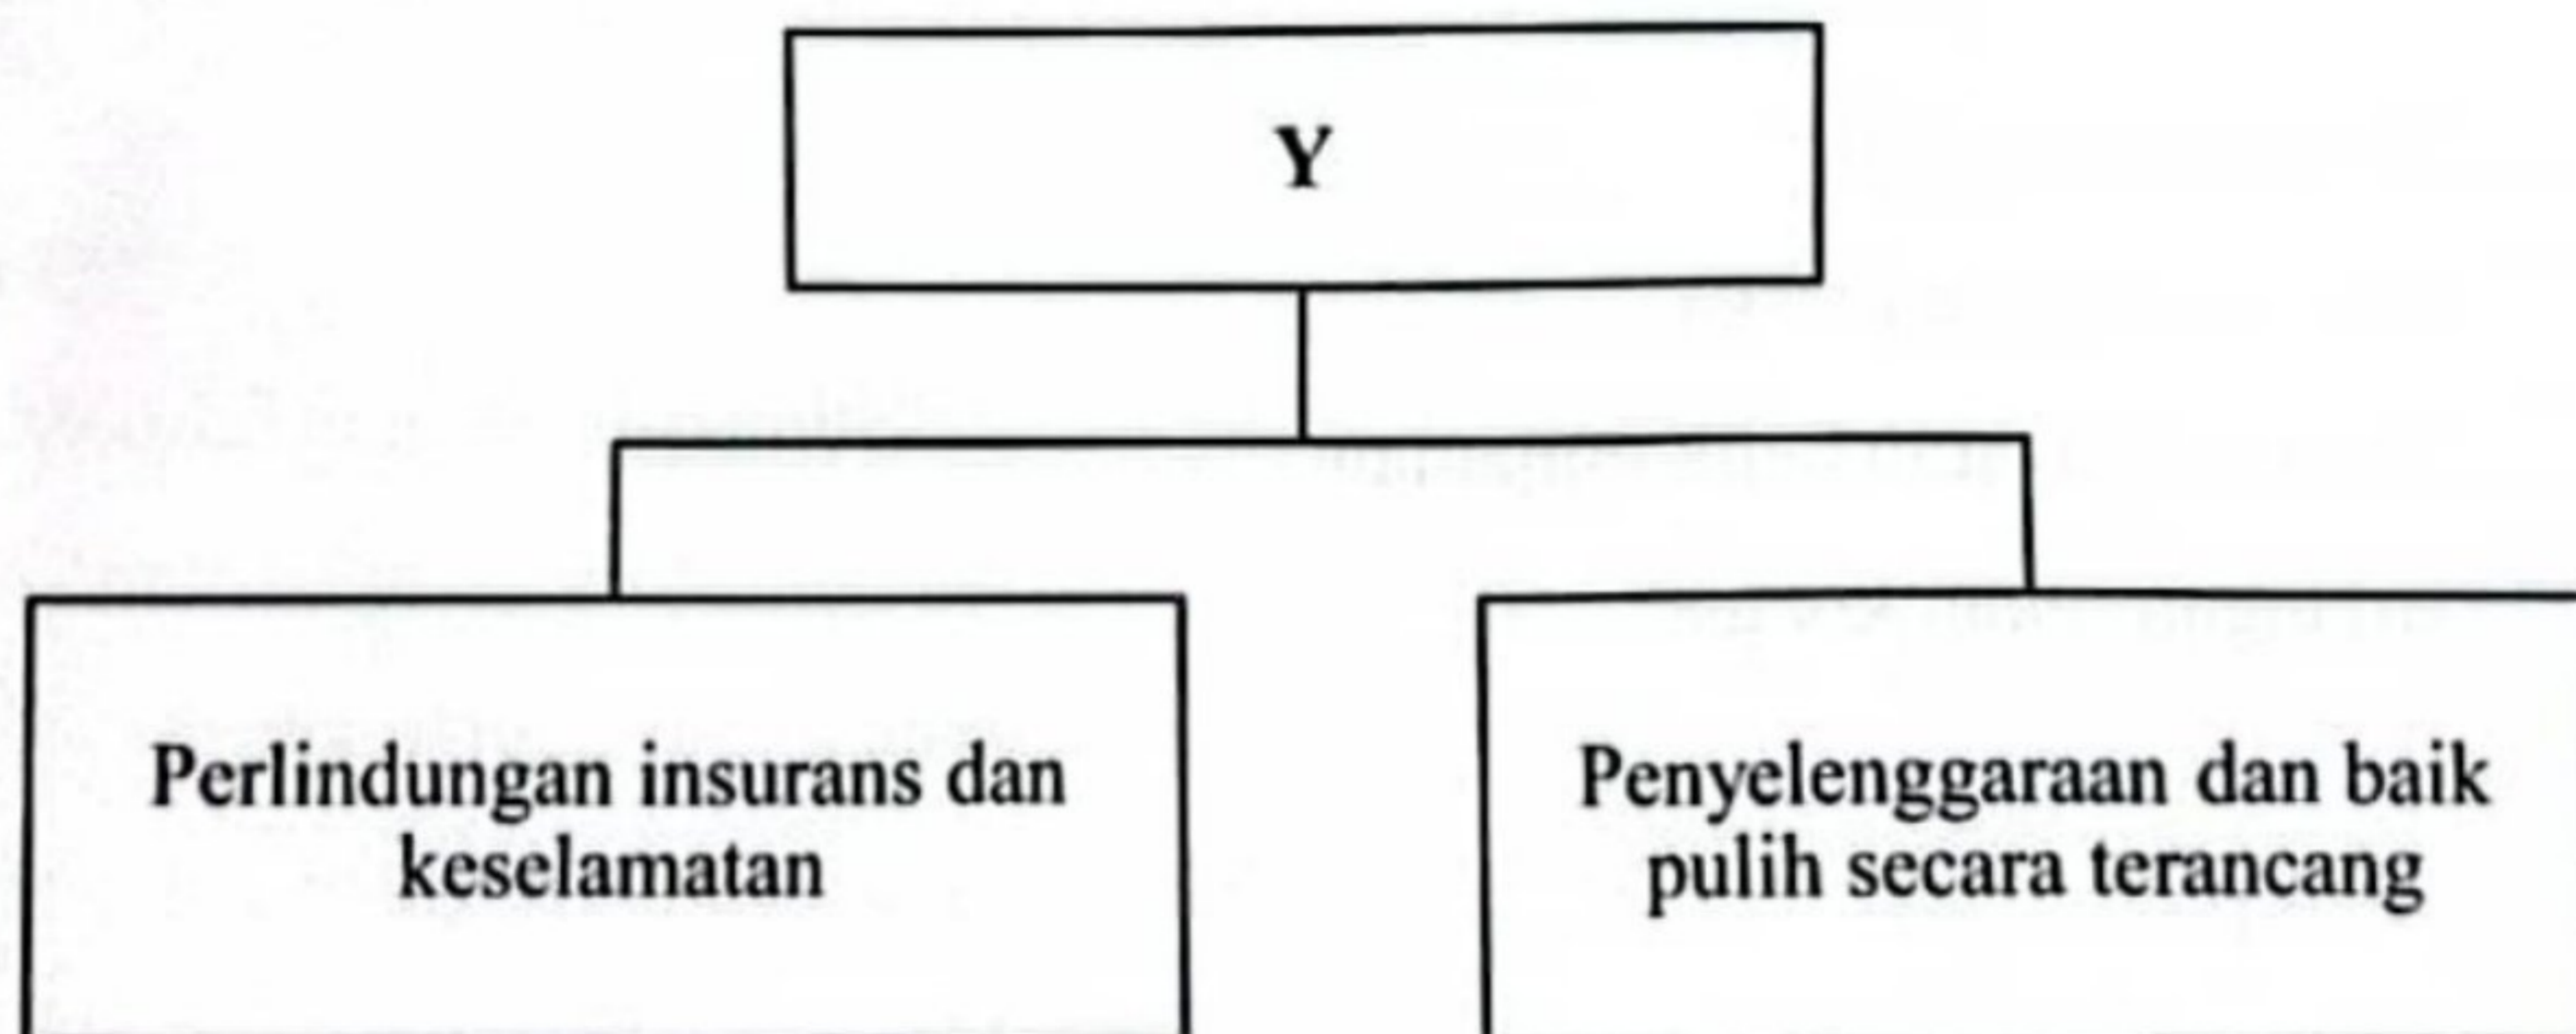 Y
Perlindungan insurans dan
keselamatan
Penyelenggaraan dan baik
pulih secara terancang